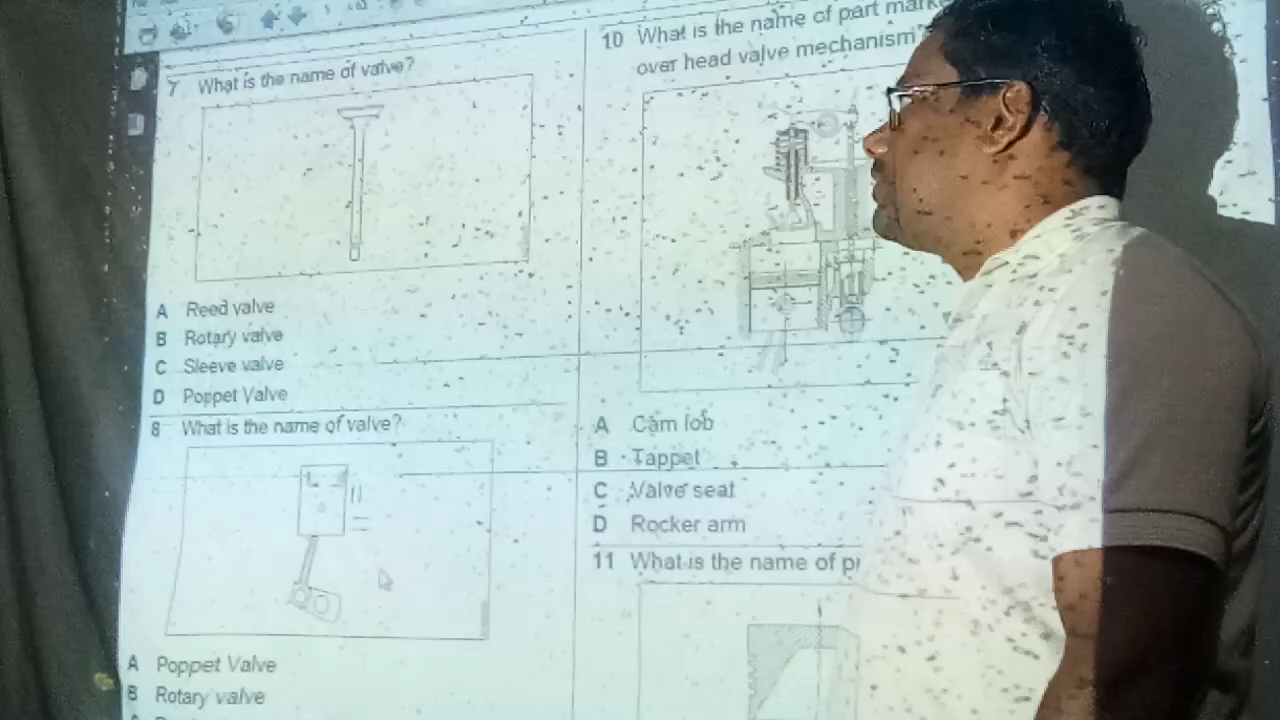 7 What is the name of valve?
A Reed valve
B Rotary valve
C Sleeve valve
D Poppet Valve
8 What is the name of valve?
A Poppet Valve
B Rotary valve
10 What is the name of part
over head valve mechanism
A Cam lob
B Tappet
C Valve seat
D Rocker arm
11 What is the name of